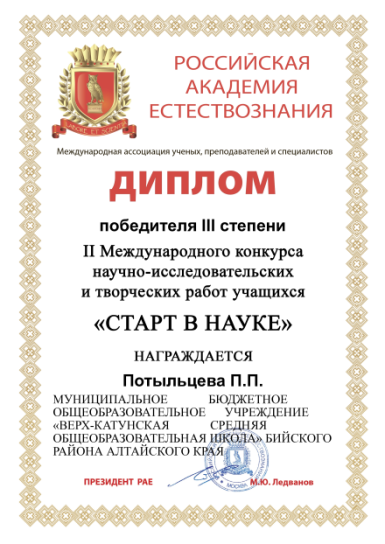 РОССИЙСКАЯ
АКАДЕМИЯ
ЕСТЕСТВОЗНАНИЯ
Международная ассоциация ученых, преподавателей и специалистов
ДИПЛОМ
победителя III степени
II Международного конкурса
научно-исследовательских
и творческих работ учащихся
«СТАРТ В НАУКЕ»
НАГРАЖДАЕТСЯ
Потыльцева П.П.
МУНИЦИПАЛЬНОЕ БЮДЖЕТНОЕ
ОБЩЕОБРАЗОВАТЕЛЬНОЕ УЧРЕЖДЕНИЕ
«ВЕРХ-КАТУНСКАЯ СРЕДНЯЯ
ОБЩЕОБРАЗОВАТЕЛЬНАЯ ШКОЛА» БИЙСКОГО
РАЙОНА АЛТАЙСКОГО КРАЯ
МОСКВА
ПРЕЗИДЕНТ РАЕ М.Ю. Ледванов